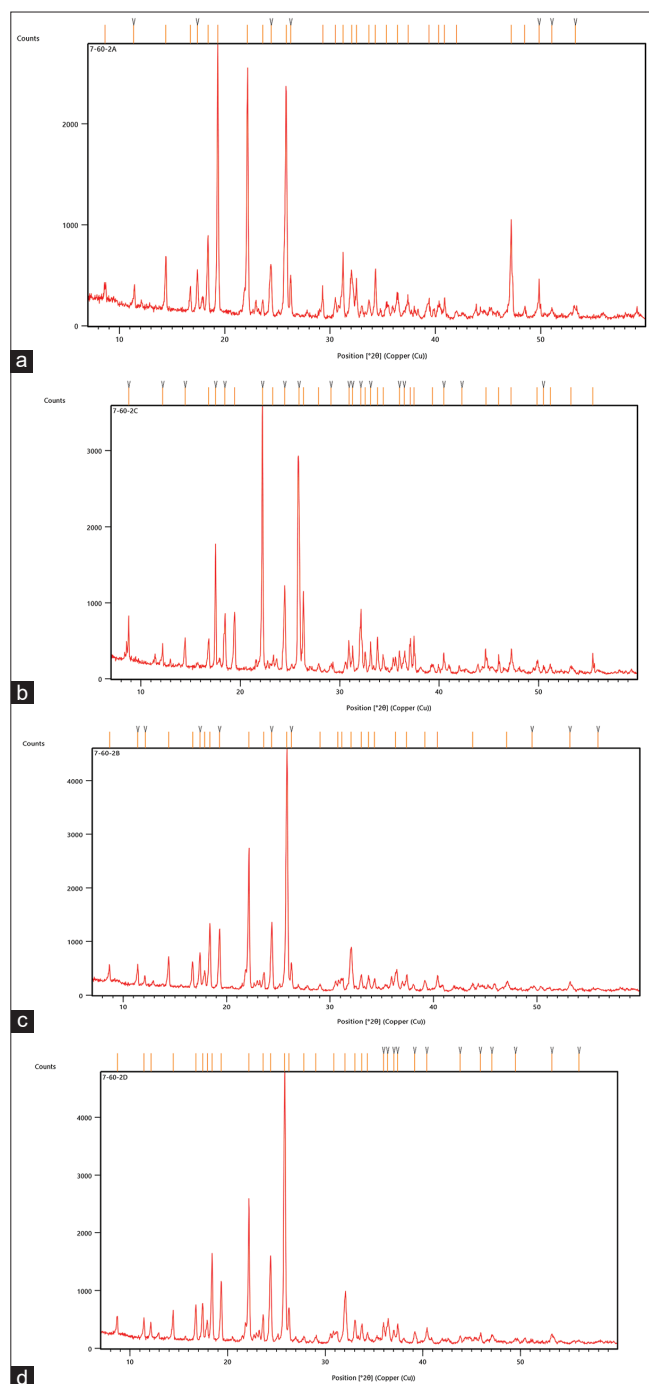 Counts
7-60-2A
2000
1000
0
10 20 30 40 50
Position [°2θ] (Copper (Cu))
a
Counts
7-60-2C
3000
2000
1000
0
10 20 30 40 50
Position [°2θ] (Copper (Cu))
b
Counts
7-60-2B
4000
3000
2000
1000
0
10 20 30 40 50
Position [°2θ] (Copper (Cu))
c
Counts
7-60-2D
4000
3000
2000
1000
0
10 20 30 40 50
Position [°2θ] (Copper (Cu))
d